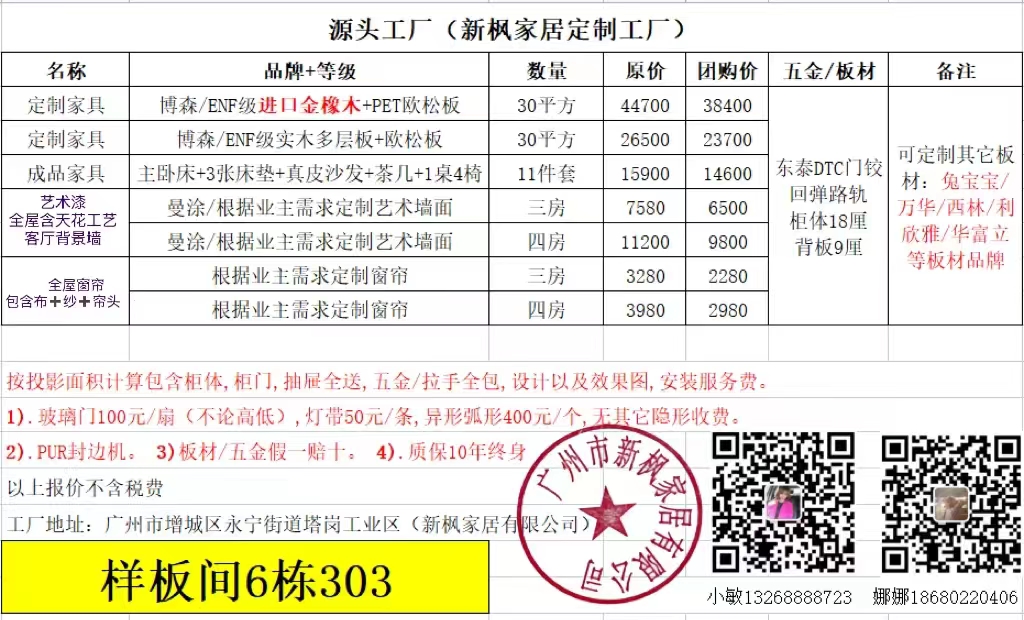 源头工厂（新枫家居定制工厂）
名称 品牌+等级 数量 原价 团购价 五金/板材 备注
定制家具 博森/ENF级进口金橡木+PET欧松板 30平方 44700 38400
定制家具 博森/ENF级实木多层板+欧松板 30平方 26500 23700
成品家具 主卧床+3张床垫+真皮沙发+茶几+1桌4椅 11件套 15900 14600
艺术漆
全屋含天花工艺
客厅背景墙
曼涂/根据业主需求定制艺术墙面 三房 7580 6500
曼涂/根据业主需求定制艺术墙面 四房 11200 9800
全屋窗帘
包含布+纱+帘头
根据业主需求定制窗帘 三房 3280 2280
根据业主需求定制窗帘 四房 3980 2980
东泰DTC门铰
回弹路轨
柜体18厘
背板9厘
可定制其它板
材：兔宝宝/
万华/西林/利
欣雅/华富立
等板材品牌
按投影面积计算包含柜体,柜门,抽屉全送,五金/拉手全包,设计以及效果图,安装服务费。
1).玻璃门100元/扇（不论高低）,灯带50元/条,异形弧形400元/个,无其它隐形收费。
2).PUR封边机。 3)板材/五金假一赔十。 4).质保10年终身
以上报价不含税费
工厂地址：广州市增城区永宁街道塔岗工业区（新枫家居有限公司）
样板间6栋303
广州市新枫家居有限公司
小敏13268888723 娜娜18680220406